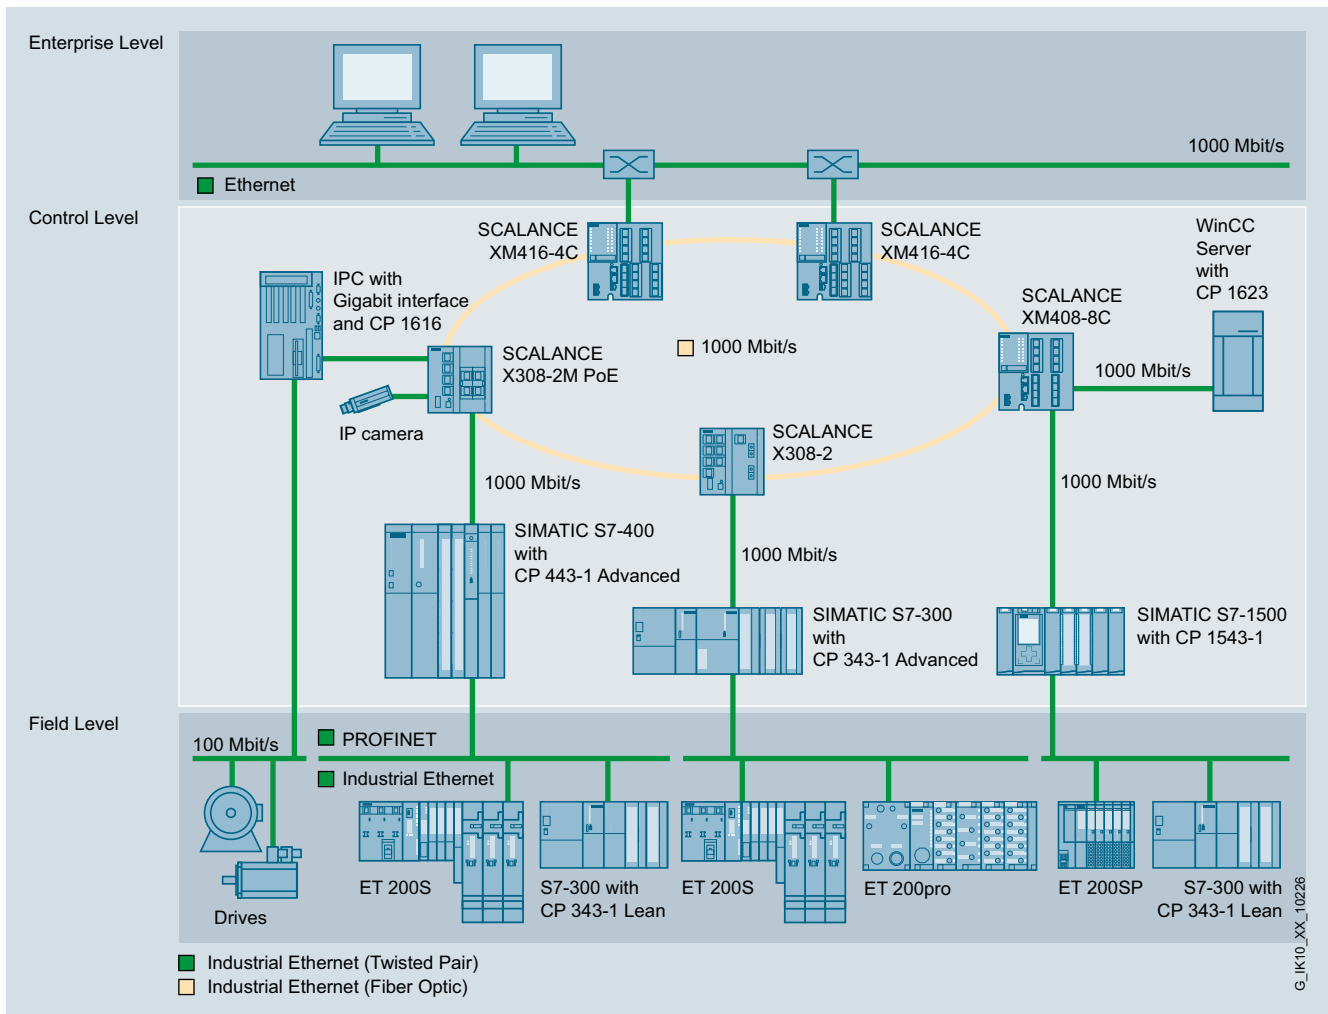 Enterprise Level
1000 Mbit/s
Ethernet
Control Level
SCALANCE
XM416-4C
SCALANCE
XM416-4C
WinCC
Server
with
CP 1623
IPC with
Gigabit interface
and CP 1616
SCALANCE
XM408-8C
SCALANCE
X308-2M PoE
1000 Mbit/s
1000 Mbit/s
IP camera
SCALANCE
X308-2
1000 Mbit/s
1000 Mbit/s
SIMATIC S7-400
with
CP 443-1 Advanced
1000 Mbit/s
SIMATIC S7-300
with
CP 343-1 Advanced
SIMATIC S7-1500
with CP 1543-1
Field Level
100 Mbit/s
PROFINET
Industrial Ethernet
Drives
ET 200S
S7-300 with
CP 343-1 Lean
ET 200S
ET 200pro
ET 200SP
S7-300 with
CP 343-1 Lean
Industrial Ethernet (Twisted Pair)
Industrial Ethernet (Fiber Optic)
G_IK10_XX_10226